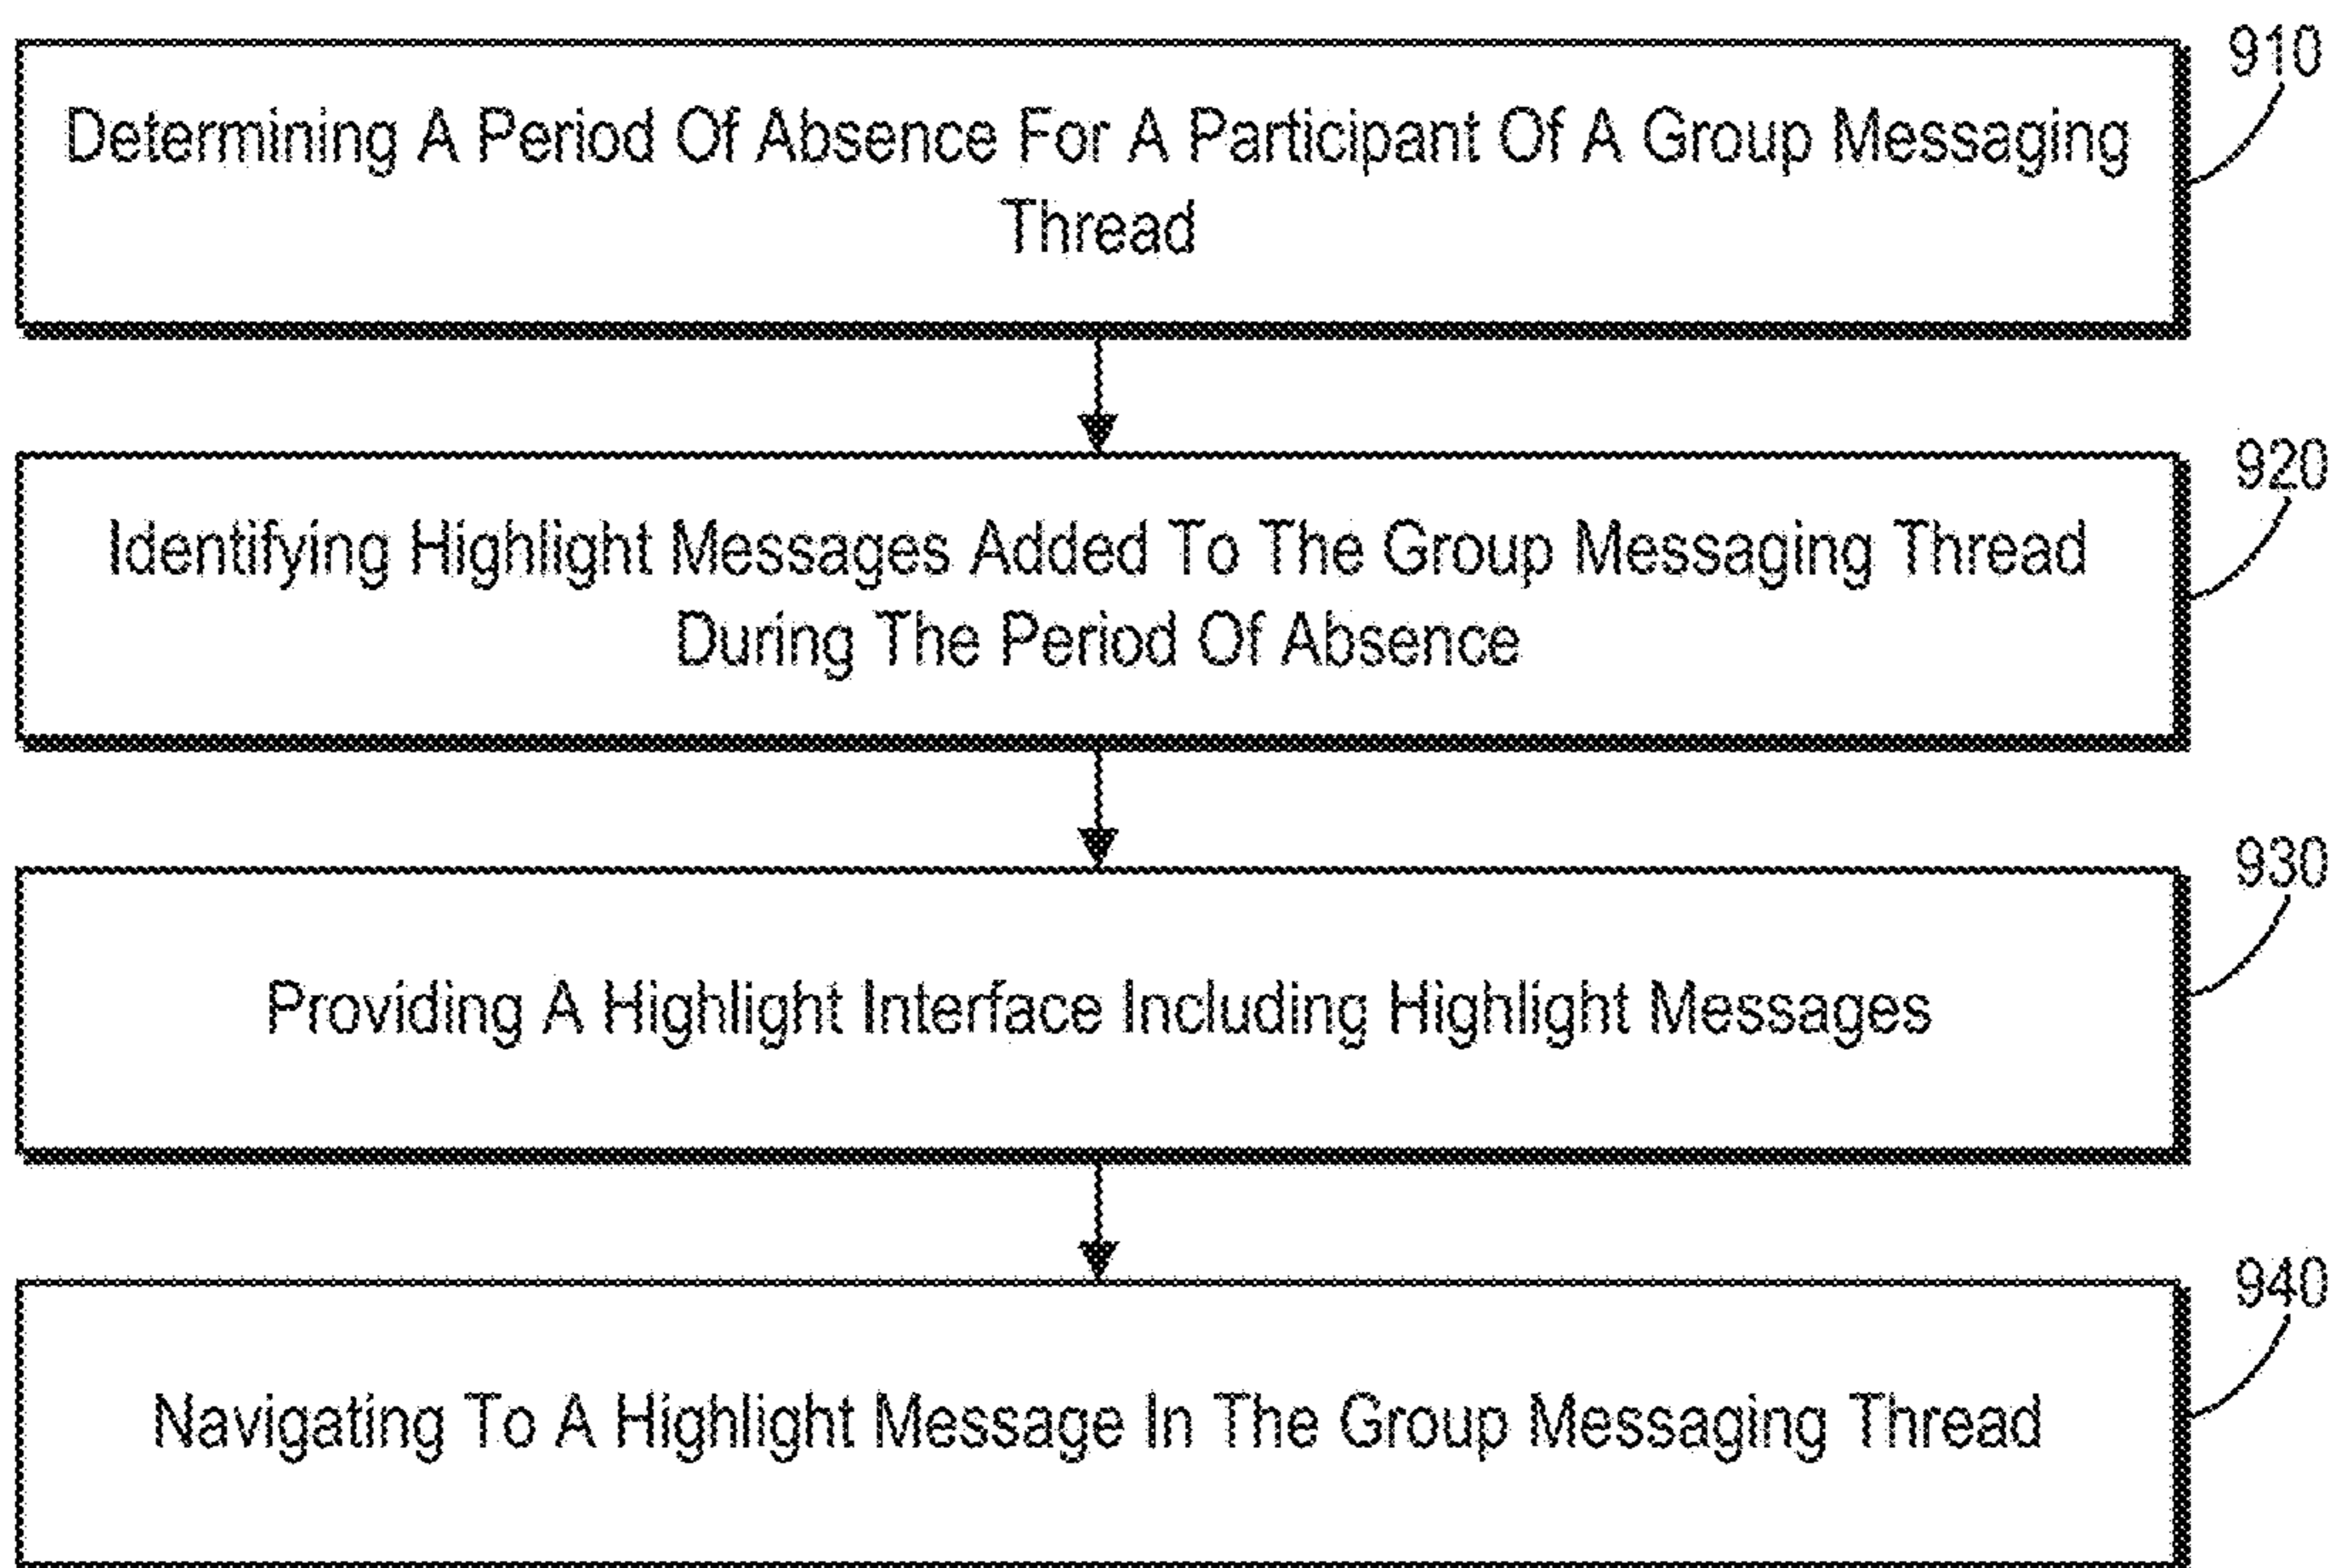 910
Determining A Period Of Absence For A Participant Of A Group Messaging
Thread
920
Identifying Highlight Messages Added To The Group Messaging Thread
During The Period Of Absence
930
Providing A Highlight Interface Including Highlight Messages
940
Navigating To A Highlight Message In The Group Messaging Thread